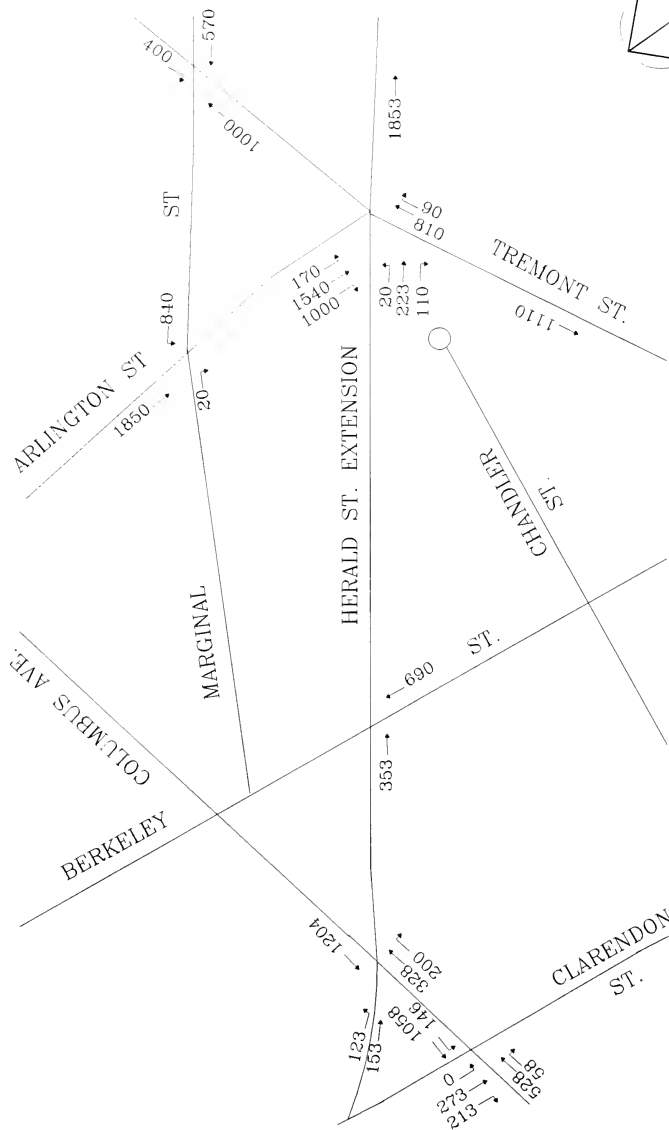 570
400
1000
1853
ST
90
810
TREMONT ST.
170
1540
1000
20
223
110
1110
840
ARLINGTON ST
1850
20
HERALD ST. EXTENSION
CHANDLER
ST.
MARGINAL
690
ST.
COLUMBUS AVE.
353
BERKELEY
1204
200
328
CLARENDON
ST.
146
1058
123
153
0
273
213
58
528